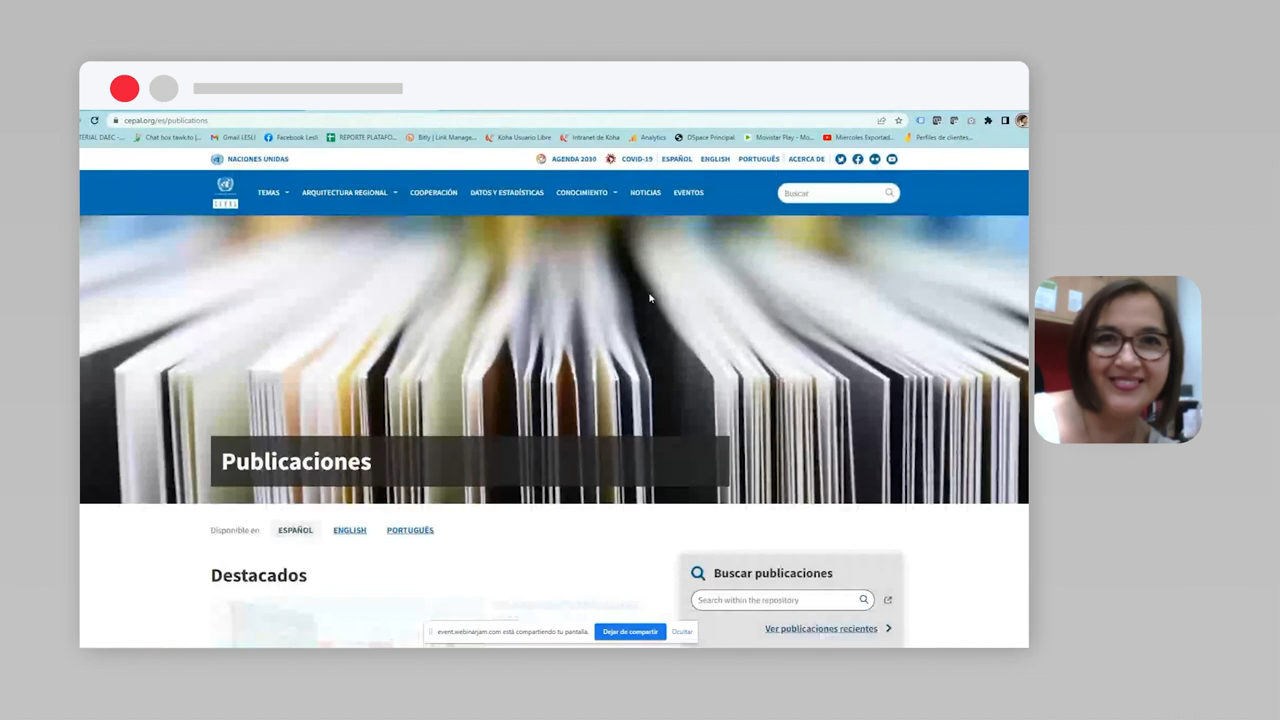 cepal.org/es/publications
Chat box tawk.to (...
Gmail LESLI
Facebook Lesli
REPORTE PLATAFO...
Bitly | Link Manage...
Koha Usuario Libre
Intranet de Koha
Analytics
DSpace Principal
Movistar Play - Mo...
Miercoles Exportad...
Perfiles de clientes...
NACIONES UNIDAS
AGENDA 2030
COVID-19
ESPAÑOL
ENGLISH
PORTUGUÊS
ACERCA DE
TEMAS
ARQUITECTURA REGIONAL
COOPERACIÓN
DATOS Y ESTADÍSTICAS
CONOCIMIENTO
NOTICIAS
EVENTOS
Buscar
Publicaciones
Disponible en
ESPAÑOL
ENGLISH
PORTUGUÊS
Destacados
Buscar publicaciones
Search within the repository
Ver publicaciones recientes
event.webinarjam.com está compartiendo tu pantalla.
Dejar de compartir
Ocultar